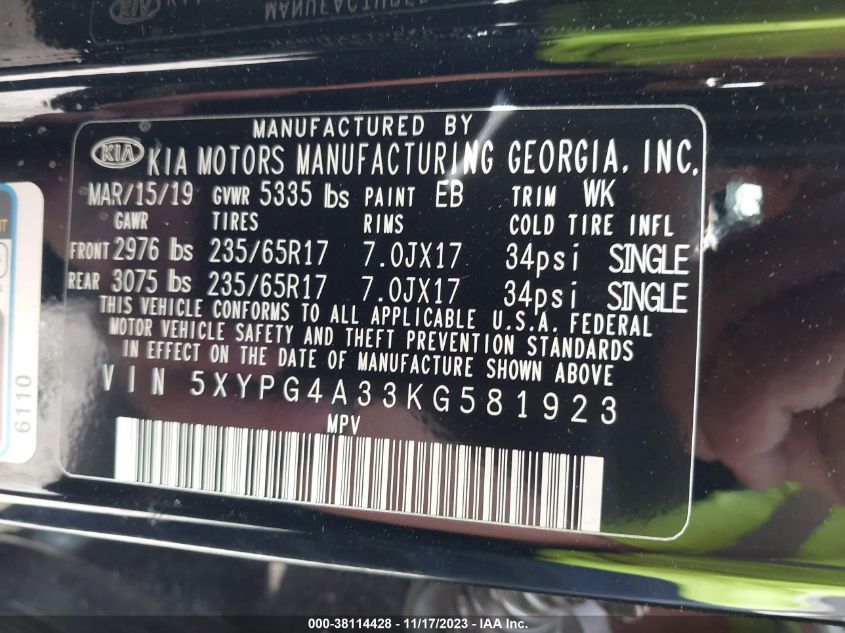 MANUFACTURED BY
KIA KIA MOTORS MANUFACTURING GEORGIA, INC.
MAR/15/19 GVWR 5335 lbs PAINT EB TRIM WK
GAWR TIRES RIMS COLD TIRE INFL
FRONT 2976 lbs 235/65R17 7.0JX17 34psi SINGLE
REAR 3075 lbs 235/65R17 7.0JX17 34psi SINGLE
THIS VEHICLE CONFORMS TO ALL APPLICABLE U.S.A. FEDERAL
MOTOR VEHICLE SAFETY AND THEFT PREVENTION STANDARDS
IN EFFECT ON THE DATE OF MANUFACTURE SHOWN ABOVE
VIN 5XYPG4A33KG581923
MPV
6110
000-38114428 - 11/17/2023 - IAA Inc.